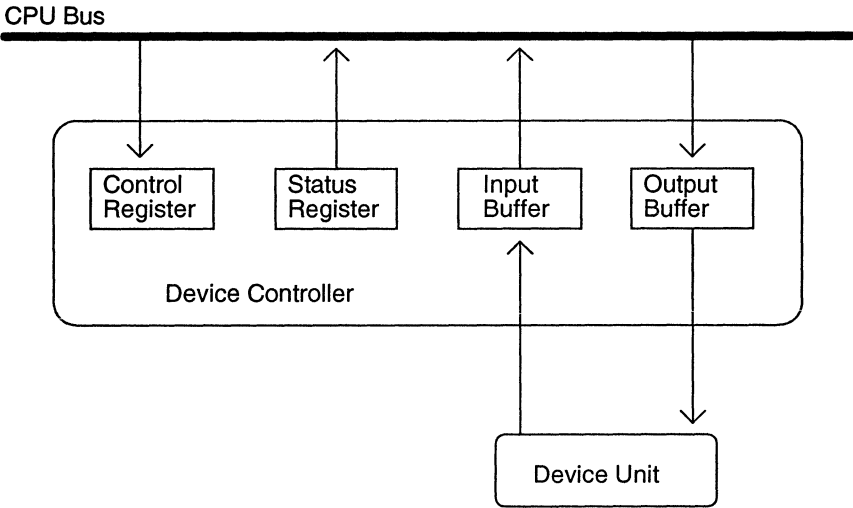 CPU Bus
Control
Register
Status
Register
Input
Buffer
Output
Buffer
Device Controller
Device Unit